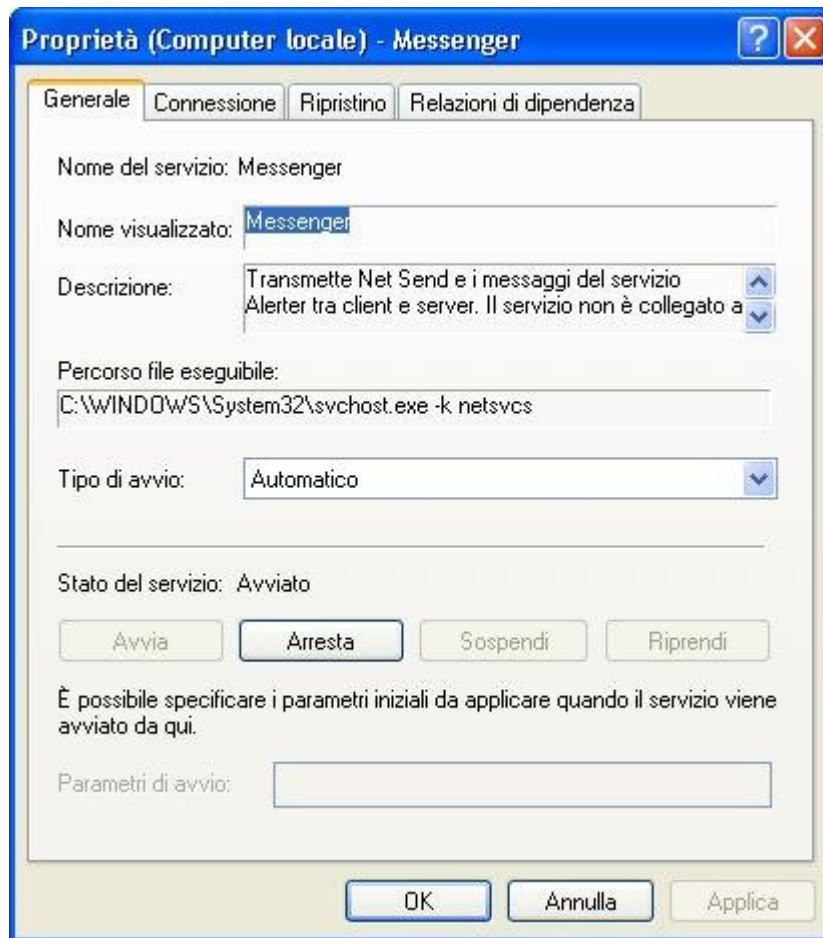 Proprietà (Computer locale) - Messenger
Generale Connessione Ripristino Relazioni di dipendenza
Nome del servizio: Messenger
Nome visualizzato: Messenger
Descrizione: Transmette Net Send e i messaggi del servizio
Alerter tra client e server. Il servizio non è collegato a
Percorso file eseguibile:
C:\WINDOWS\System32\svchost.exe -k netsvcs
Tipo di avvio: Automatico
Stato del servizio: Avviato
Avvia Arresta Sospendi Riprendi
È possibile specificare i parametri iniziali da applicare quando il servizio viene
avviato da qui.
Parametri di avvio:
OK Annulla Applica